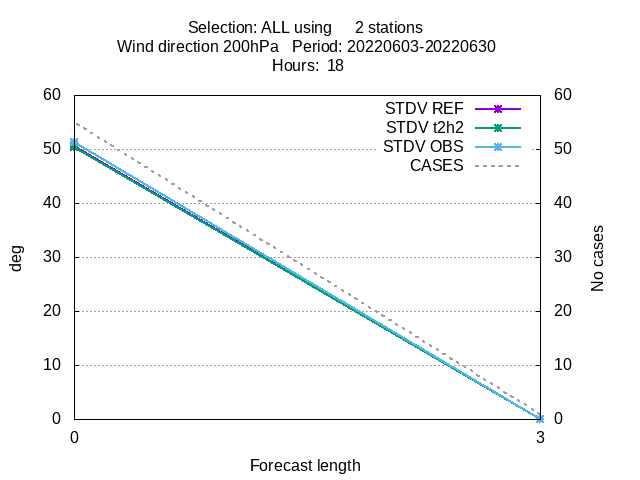 Selection: ALL using     2 stations
Wind direction 200hPa   Period: 20220603-20220630
Hours:  18
60
50
40
30
20
10
0
deg
STDV REF
STDV t2h2
STDV OBS
CASES
60
50
40
30
20
10
0
No cases
0
3
Forecast length